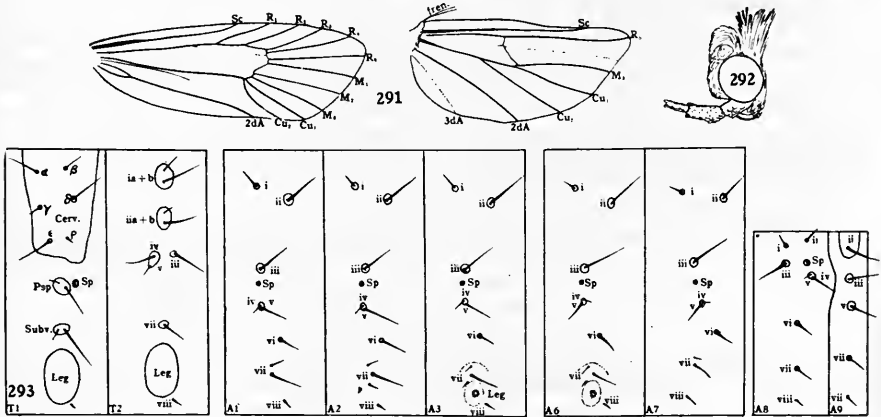 fren.
Sc R₁ R₂ R₃ R₄
R₅
M₁
M₂
M₃
Cu₁
Cu₂
2dA
291
Sc
R₅
M₃
Cu₁
Cu₂
2dA
3dA
292
α β
γ δ
Cerv.
ε ρ
Psp Sp
Subv.
Leg
293
T1
ia + b
iia + b
iv
v iii
vii
Leg
viii
T2
i
ii
iii
Sp
iv v
vi
vii
viii
A1
i
ii
iii
Sp
iv
v
vi
vii
viii
A2
i
ii
iii
Sp
iv
v
vi
vii
Leg
viii
A3
i
ii
iii
Sp
iv
v
vi
vii
viii
A6
i
ii
iii
Sp
iv
v
vi
vii
viii
A7
i ii
iii Sp
iv
v
vi
vii
viii
A8
ii
iii
v
vii
viii
A9